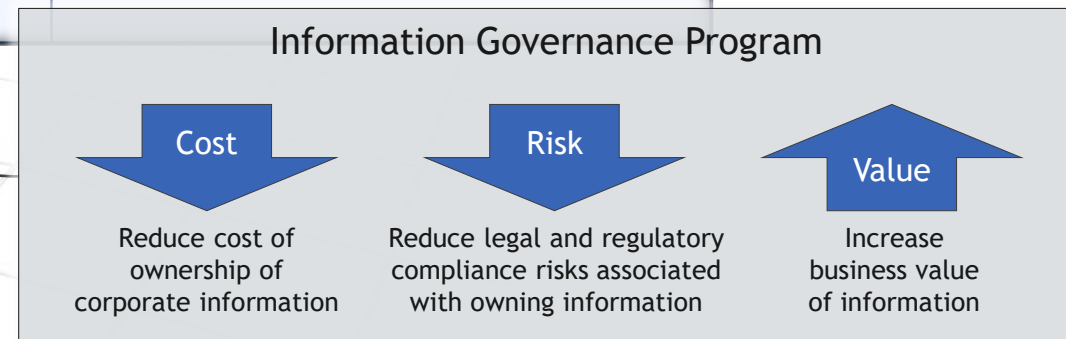 Information Governance Program
Cost
Risk
Value
Reduce cost of
ownership of
corporate information
Reduce legal and regulatory
compliance risks associated
with owning information
Increase
business value
of information